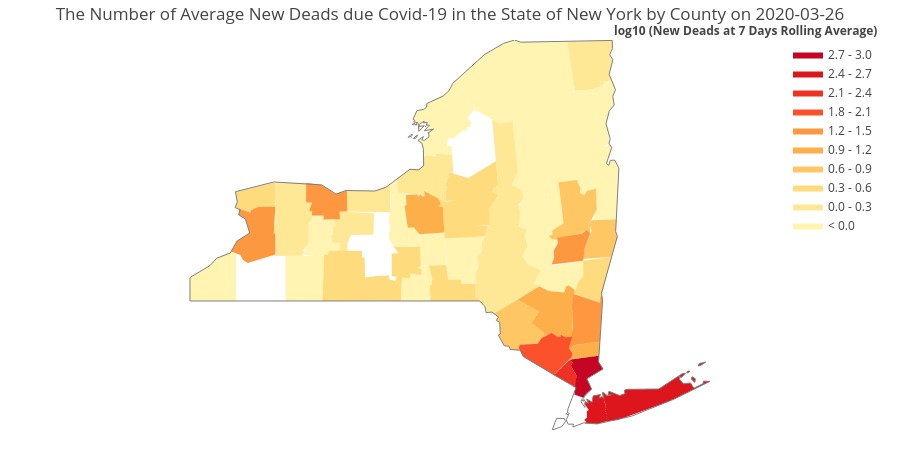 The Number of Average New Deads due Covid-19 in the State of New York by County on 2020-03-26
log10 (New Deads at 7 Days Rolling Average)
2.7 - 3.0
2.4 - 2.7
2.1 - 2.4
1.8 - 2.1
1.2 - 1.5
0.9 - 1.2
0.6 - 0.9
0.3 - 0.6
0.0 - 0.3
< 0.0